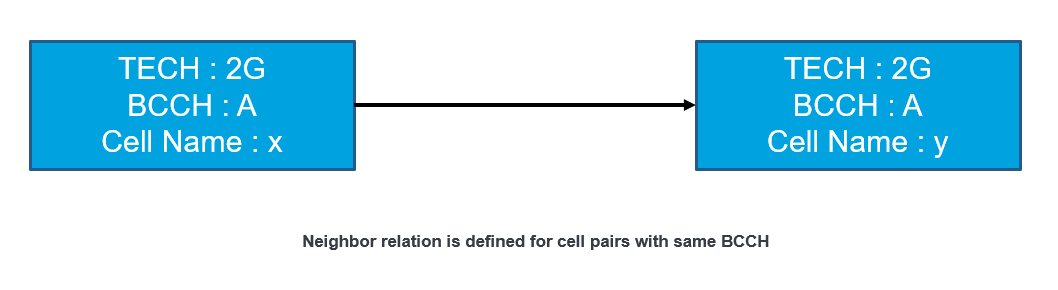 TECH : 2G
BCCH : A
Cell Name : x
TECH : 2G
BCCH : A
Cell Name : y
Neighbor relation is defined for cell pairs with same BCCH